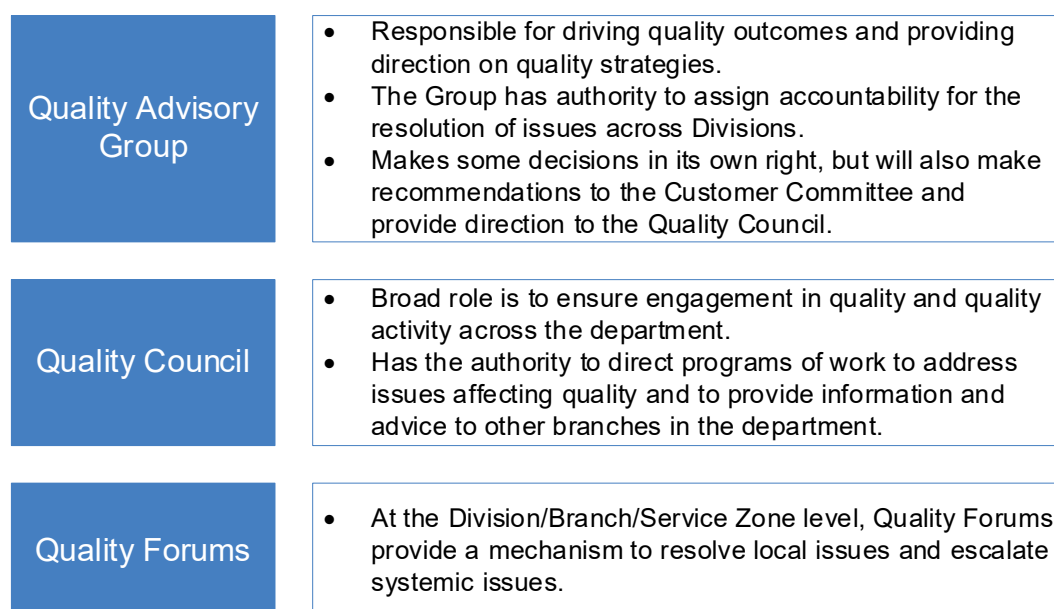 Quality Advisory
Group
• Responsible for driving quality outcomes and providing
direction on quality strategies.
• The Group has authority to assign accountability for the
resolution of issues across Divisions.
• Makes some decisions in its own right, but will also make
recommendations to the Customer Committee and
provide direction to the Quality Council.
Quality Council
• Broad role is to ensure engagement in quality and quality
activity across the department.
• Has the authority to direct programs of work to address
issues affecting quality and to provide information and
advice to other branches in the department.
Quality Forums
• At the Division/Branch/Service Zone level, Quality Forums
provide a mechanism to resolve local issues and escalate
systemic issues.